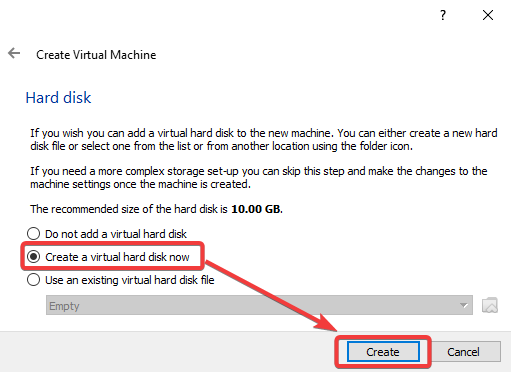 ?
Create Virtual Machine
Hard disk
If you wish you can add a virtual hard disk to the new machine. You can either create a new hard
disk file or select one from the list or from another location using the folder icon.
If you need a more complex storage set-up you can skip this step and make the changes to the
machine settings once the machine is created.
The recommended size of the hard disk is 10.00 GB.
Do not add a virtual hard disk
Create a virtual hard disk now
Use an existing virtual hard disk file
Empty
Create Cancel